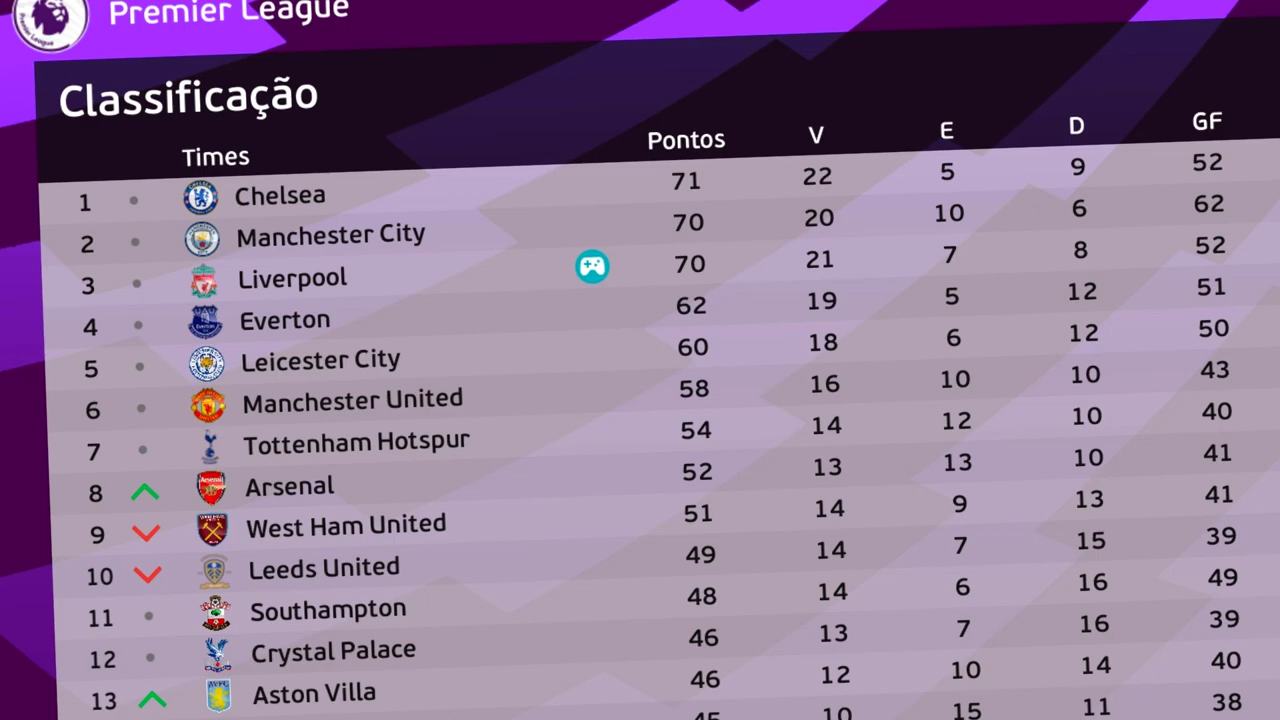 Premier League
Classificação
Times Pontos V E D GF
1 Chelsea 71 22 5 9 52
2 Manchester City 70 20 10 6 62
3 Liverpool 70 21 7 8 52
4 Everton 62 19 5 12 51
5 Leicester City 60 18 6 12 50
6 Manchester United 58 16 10 10 43
7 Tottenham Hotspur 54 14 12 10 40
8 Arsenal 52 13 13 10 41
9 West Ham United 51 14 9 13 41
10 Leeds United 49 14 7 15 39
11 Southampton 48 14 6 16 49
12 Crystal Palace 46 13 7 16 39
13 Aston Villa 46 12 10 14 40
45 10 15 11 38